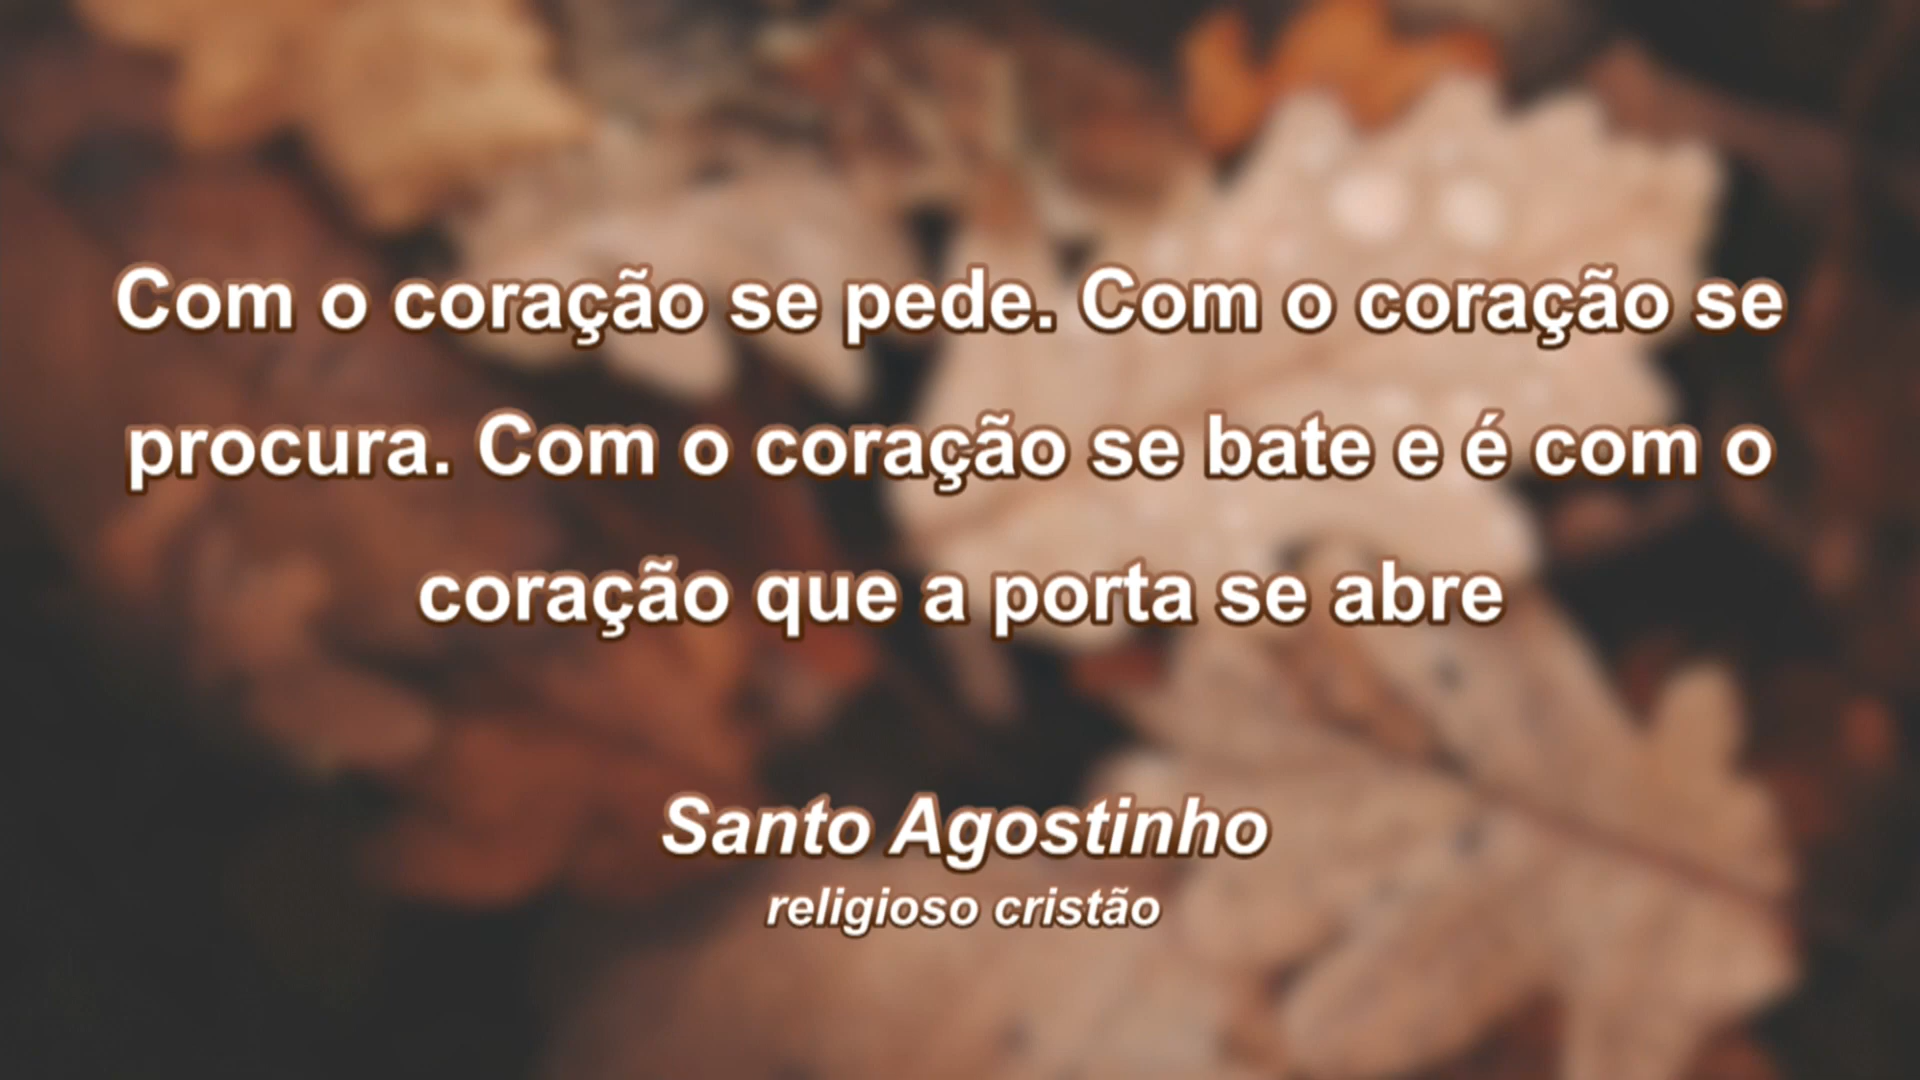 Com o coração se pede. Com o coração se
procura. Com o coração se bate e é com o
coração que a porta se abre
Santo Agostinho
religioso cristão